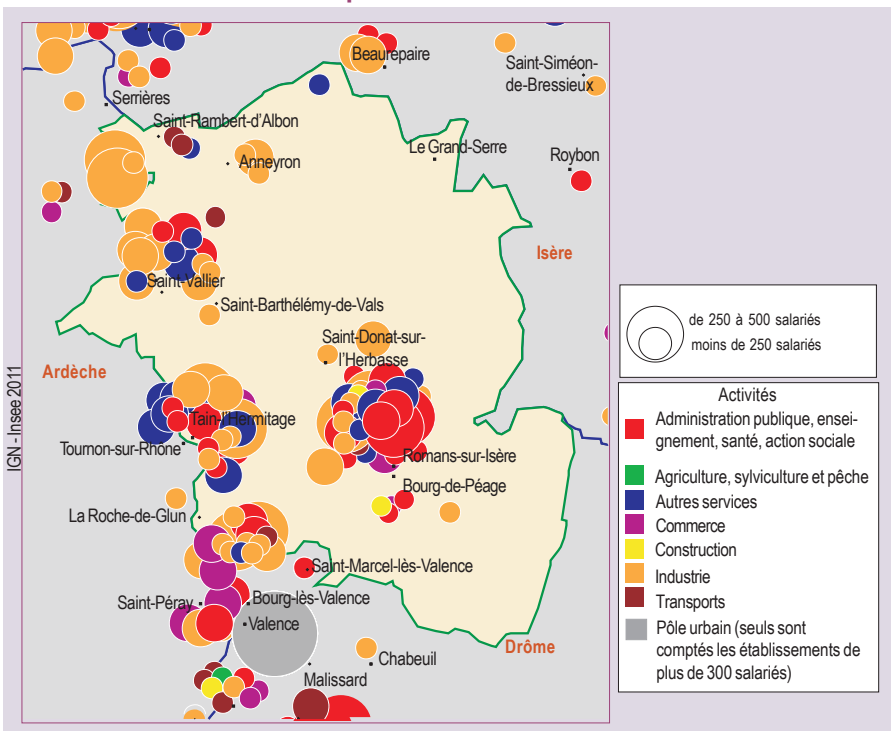 Beaurepaire
Saint-Siméon-
de-Bressieux
Serrières
Saint-Rambert-d'Albon
Anneyron
Le Grand-Serre
Roybon
Isère
Saint-Vallier
Saint-Barthélémy-de-Vals
Saint-Donat-sur-
l'Herbasse
Ardèche
Tain-l'Hermitage
Tournon-sur-Rhône
Romans-sur-Isère
Bourg-de-Péage
La Roche-de-Glun
Saint-Marcel-lès-Valence
Saint-Péray
Bourg-lès-Valence
Valence
Drôme
Chabeuil
Malissard
IGN - Insee 2011
de 250 à 500 salariés
moins de 250 salariés
Activités
Administration publique, ensei-
gnement, santé, action sociale
Agriculture, sylviculture et pêche
Autres services
Commerce
Construction
Industrie
Transports
Pôle urbain (seuls sont
comptés les établissements de
plus de 300 salariés)